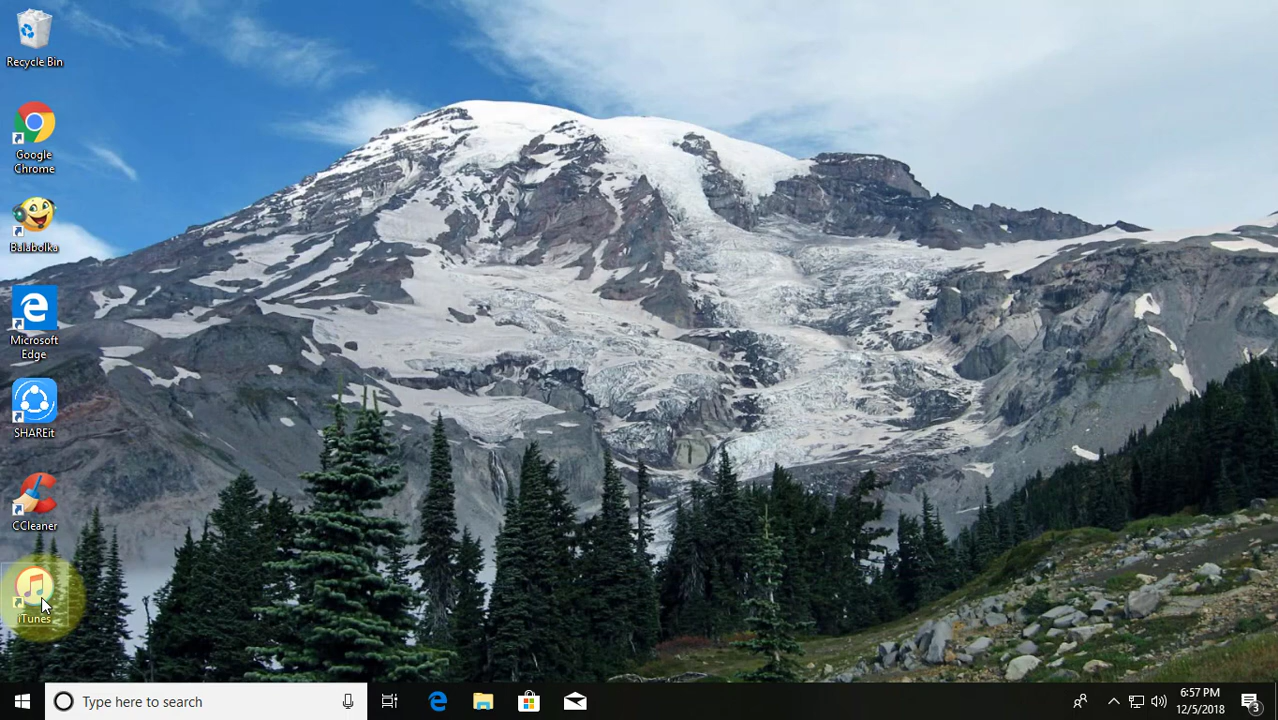 Recycle Bin
Google
Chrome
Balabolka
Microsoft
Edge
SHAREit
CCleaner
iTunes
Type here to search
6:57 PM
12/5/2018
3